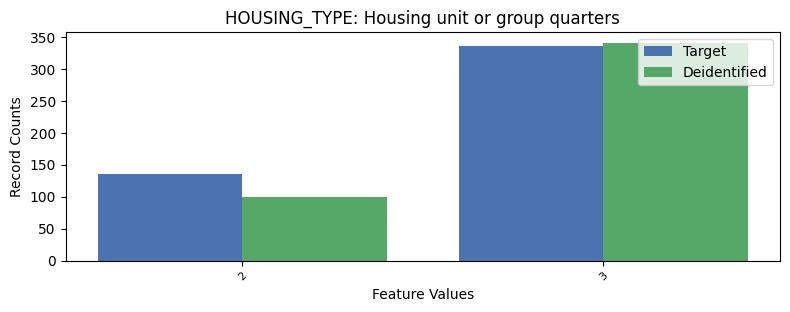 HOUSING_TYPE: Housing unit or group quarters
Record Counts
350
300
250
200
150
100
50
0
Target
Deidentified
2
3
Feature Values